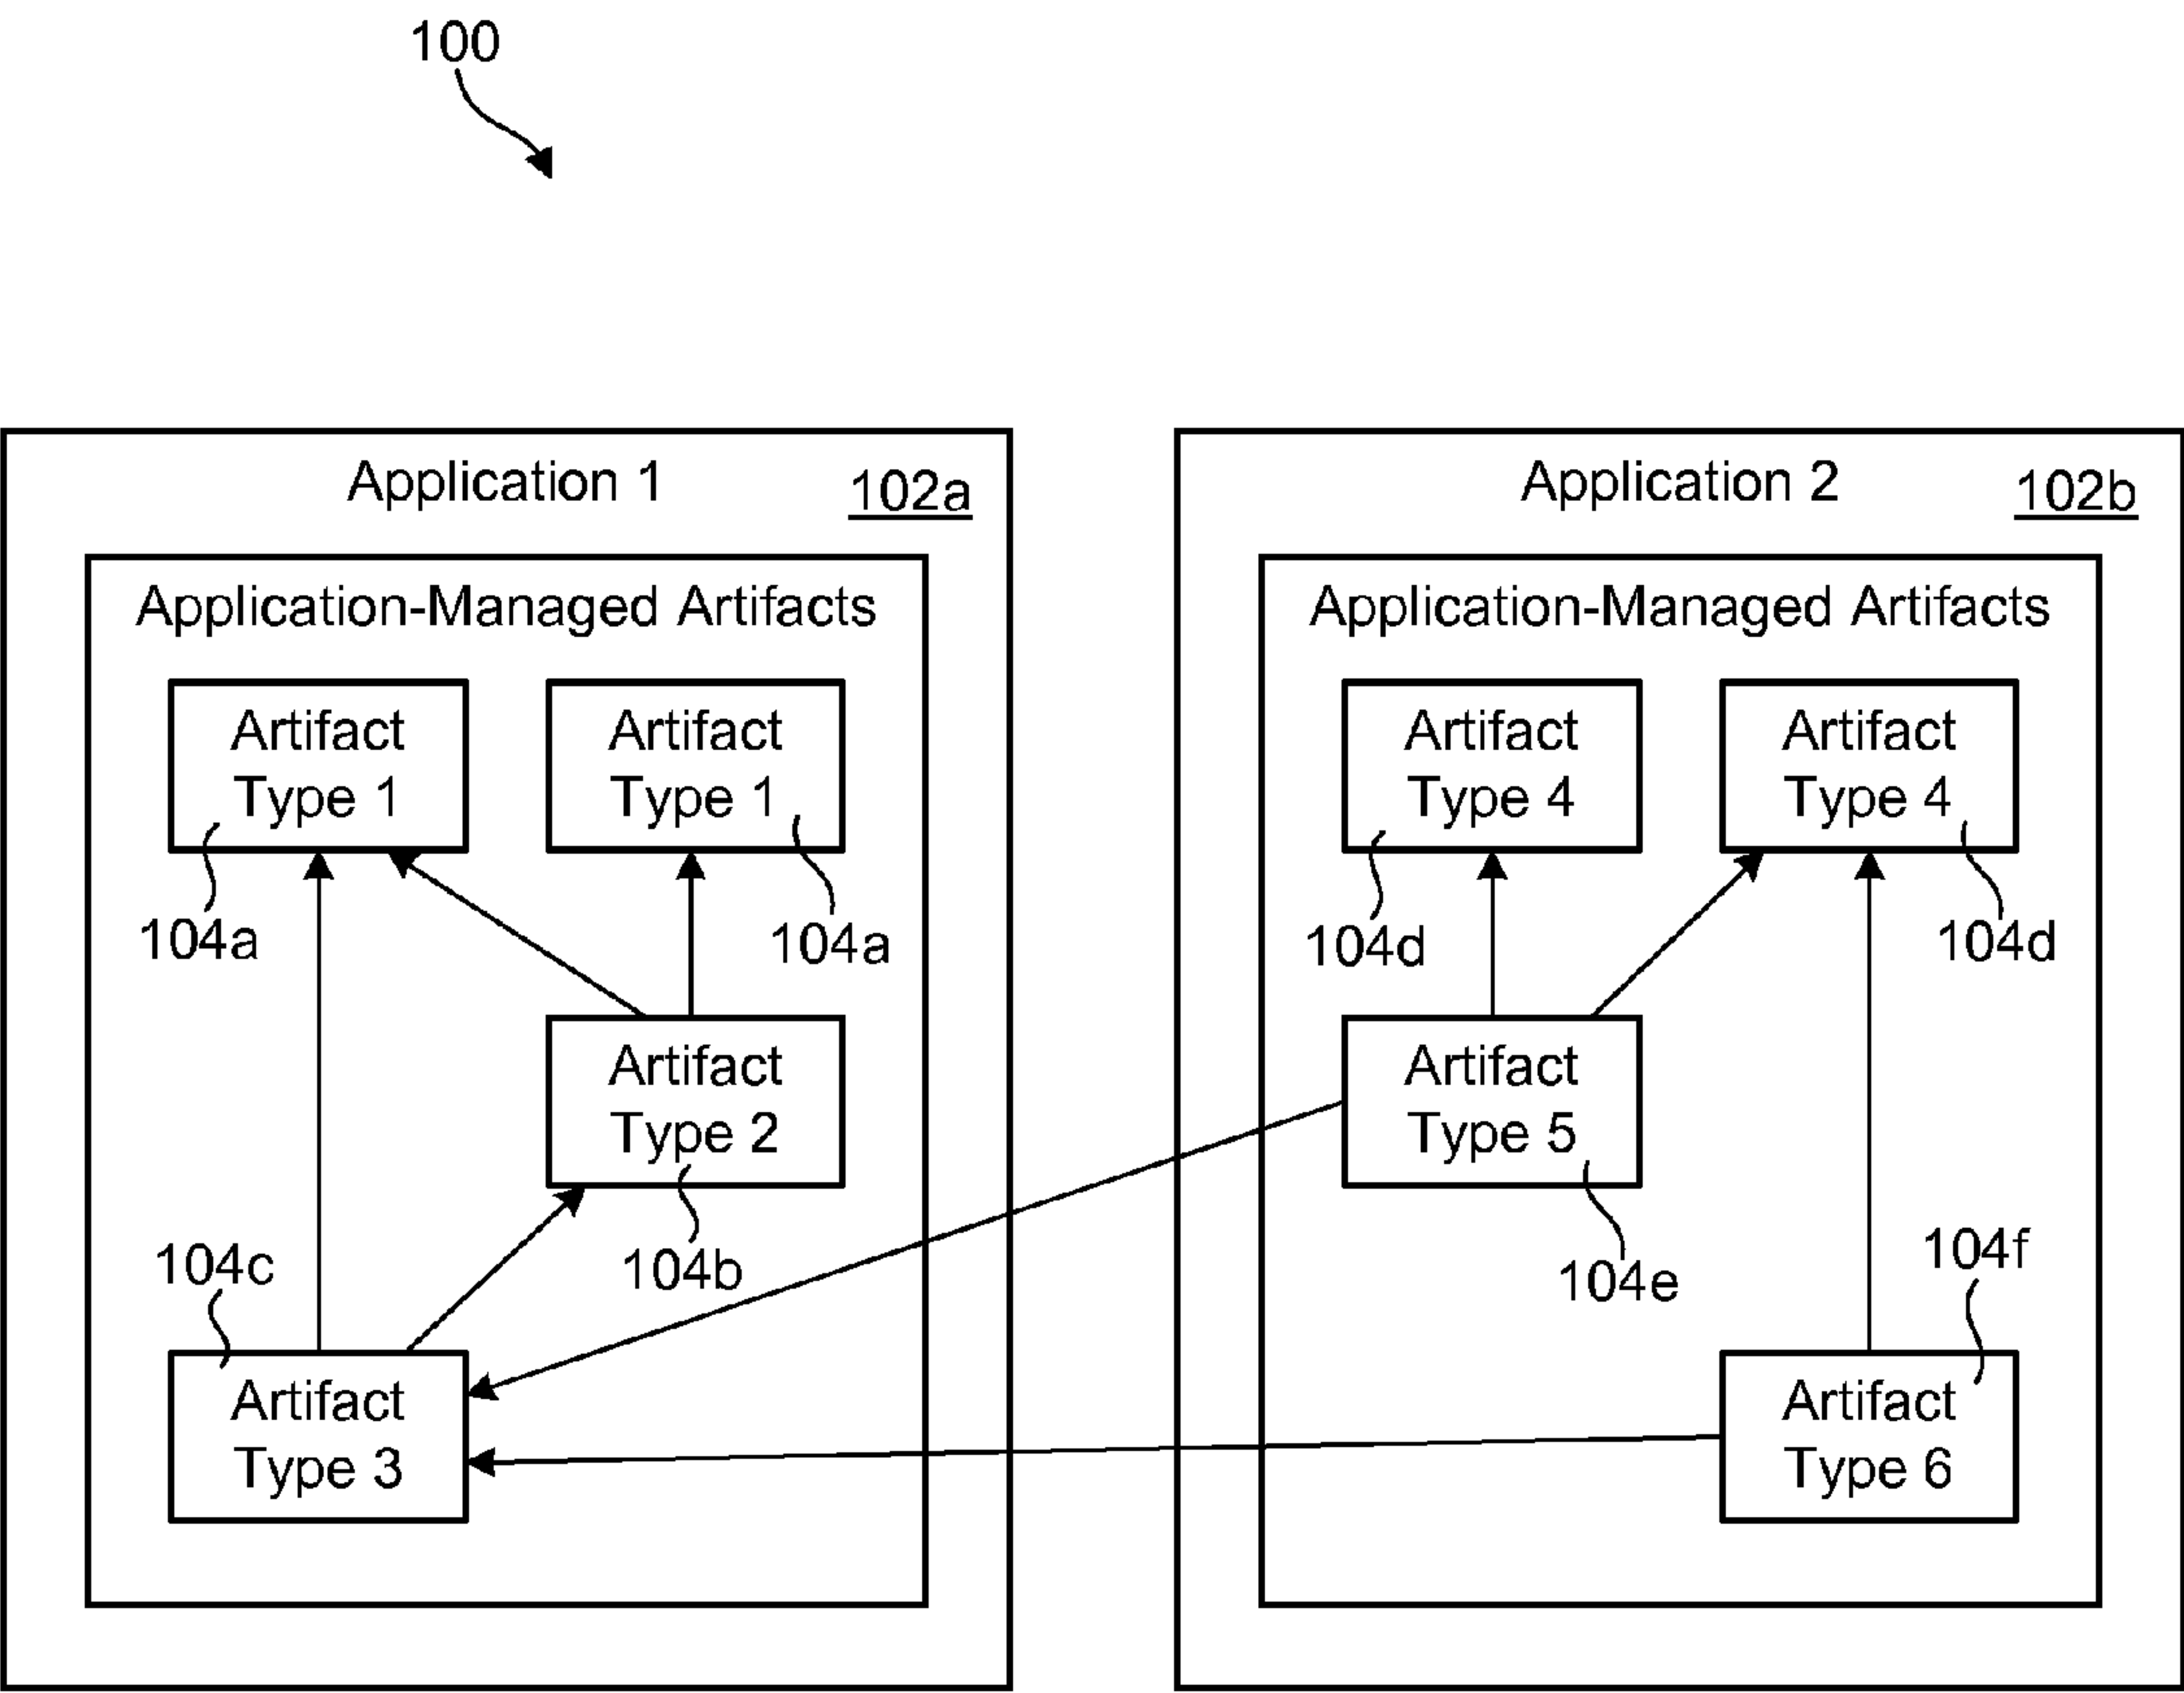 100
Application 1
102a
Application-Managed Artifacts
Artifact
Type 1
104a
Artifact
Type 1
104a
Artifact
Type 2
104b
104c
Artifact
Type 3
Application 2
102b
Application-Managed Artifacts
Artifact
Type 4
104d
Artifact
Type 4
104d
Artifact
Type 5
104e
104f
Artifact
Type 6